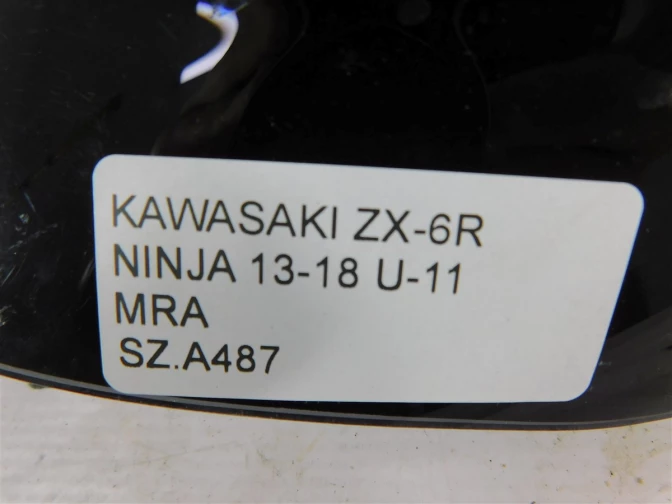 KAWASAKI ZX-6R
NINJA 13-18 U-11
MRA
SZ.A487